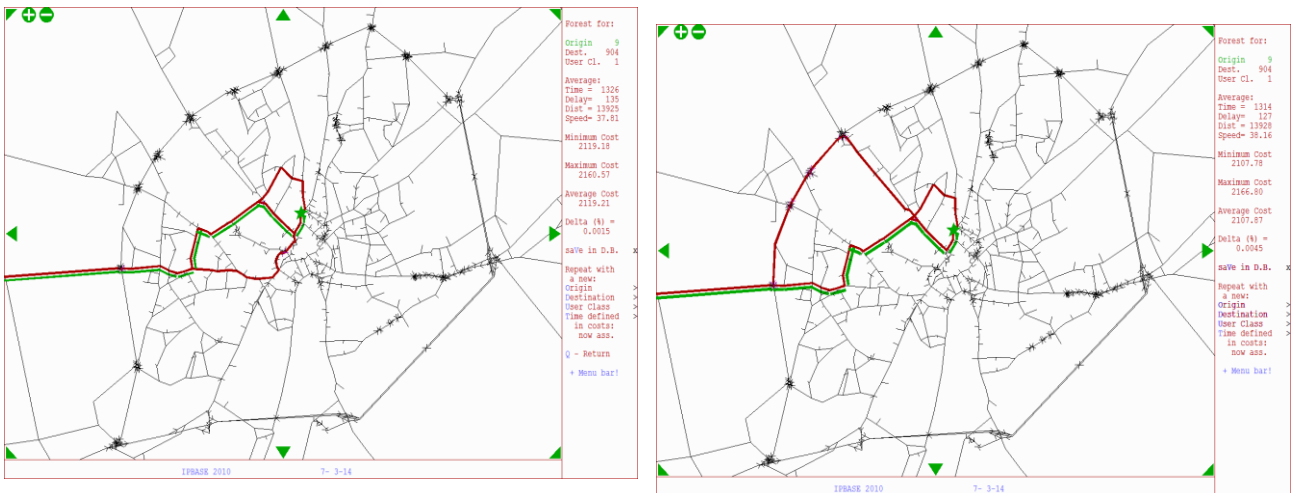 Forest for:
Origin 9
Dest. 904
User Cl. 1
Average:
Time = 1326
Delay= 135
Dist = 13925
Speed= 37.81
Minimum Cost
2119.18
Maximum Cost
2160.57
Average Cost
2119.21
Delta (%) =
0.0015
saVe in D.B. x
Repeat with
a new:
Origin >
Destination >
User Class >
Time defined >
in costs:
now ass.
Q - Return
+ Menu bar!
IPBASE 2010 7- 3-14
Forest for:
Origin 9
Dest. 904
User Cl. 1
Average:
Time = 1314
Delay= 127
Dist = 13928
Speed= 38.16
Minimum Cost
2107.78
Maximum Cost
2166.80
Average Cost
2107.87
Delta (%) =
0.0045
saVe in D.B. x
Repeat with
a new:
Origin >
Destination >
User Class >
Time defined >
in costs:
now ass.
+ Menu bar!
IPBASE 2010 7- 3-14